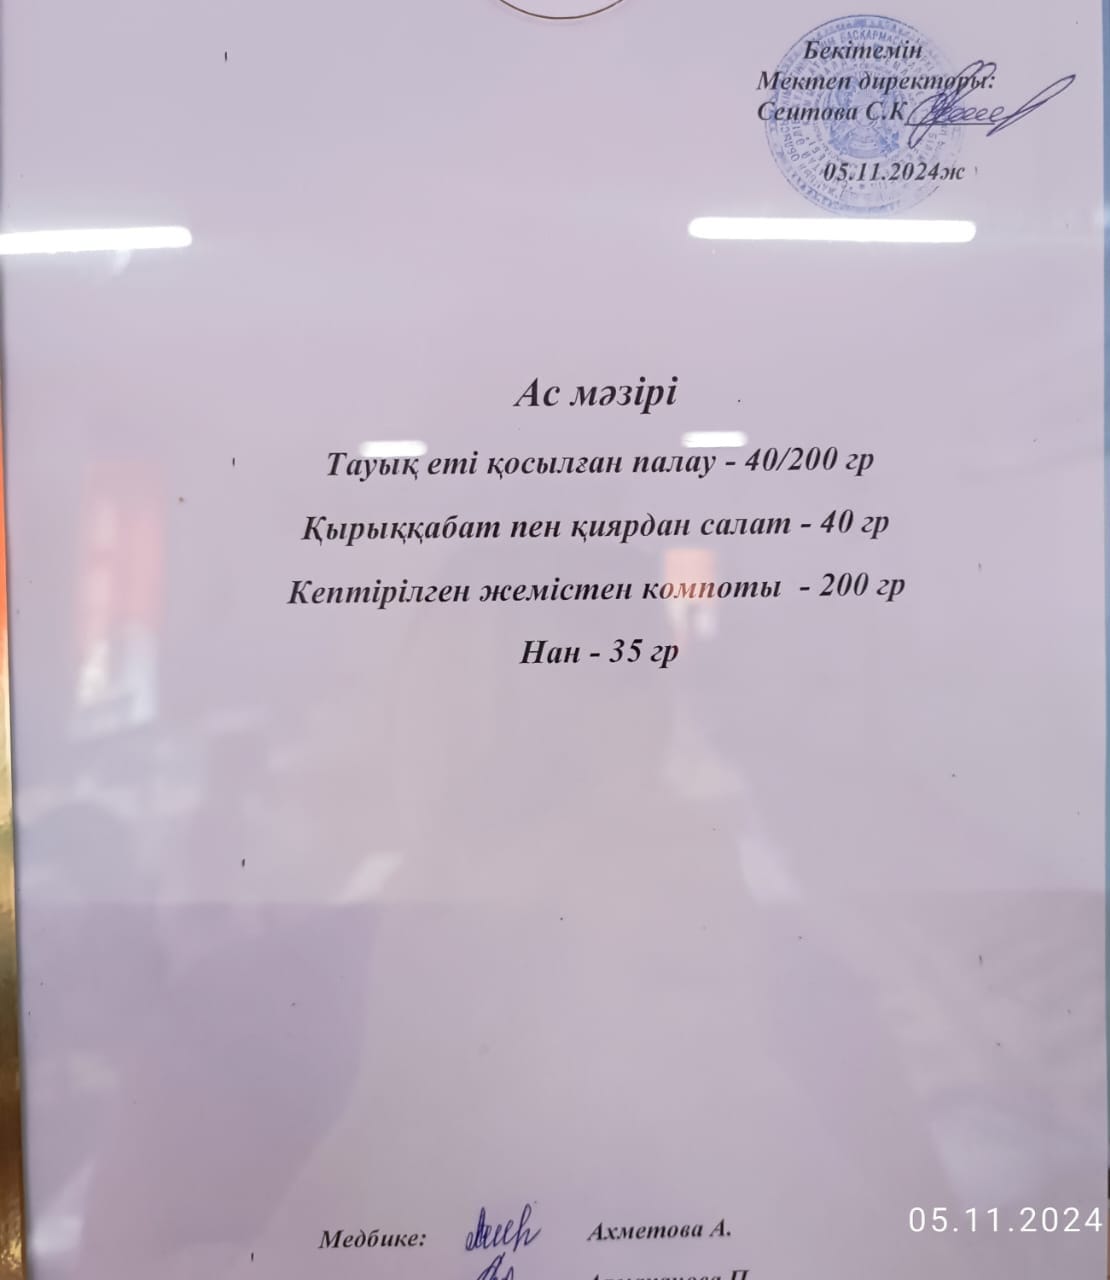 Бекітемін
Мектеп директоры:
Сеитова С.К
05.11.2024ж
Ас мәзірі
Тауық еті қосылған палау - 40/200 гр
Қырыққабат пен қиярдан салат - 40 гр
Кептірілген жемістен компоты - 200 гр
Нан - 35 гр
Медбике: Ахметова А.
05.11.2024